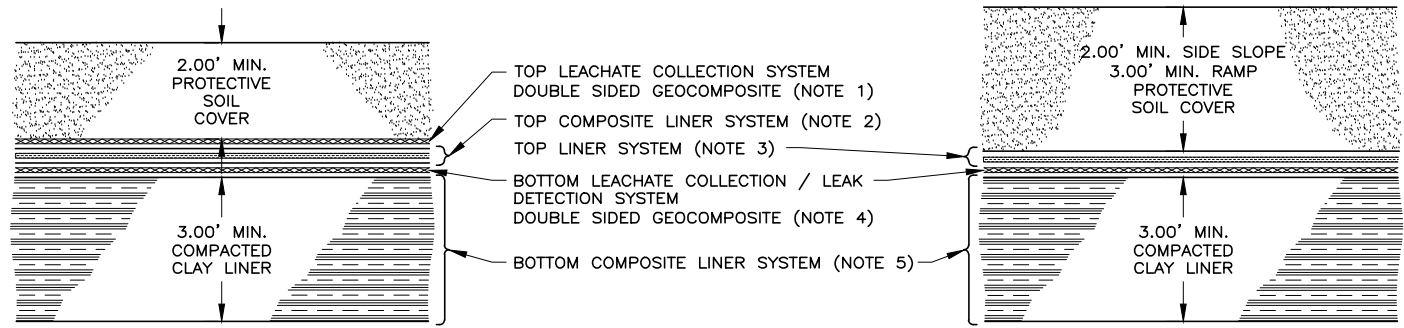 2.00' MIN.
PROTECTIVE
SOIL
COVER
3.00' MIN.
COMPACTED
CLAY LINER
TOP LEACHATE COLLECTION SYSTEM
DOUBLE SIDED GEOCOMPOSITE (NOTE 1)
TOP COMPOSITE LINER SYSTEM (NOTE 2)
TOP LINER SYSTEM (NOTE 3)
BOTTOM LEACHATE COLLECTION / LEAK
DETECTION SYSTEM
DOUBLE SIDED GEOCOMPOSITE (NOTE 4)
BOTTOM COMPOSITE LINER SYSTEM (NOTE 5)
2.00' MIN. SIDE SLOPE
3.00' MIN. RAMP
PROTECTIVE
SOIL COVER
3.00' MIN.
COMPACTED
CLAY LINER